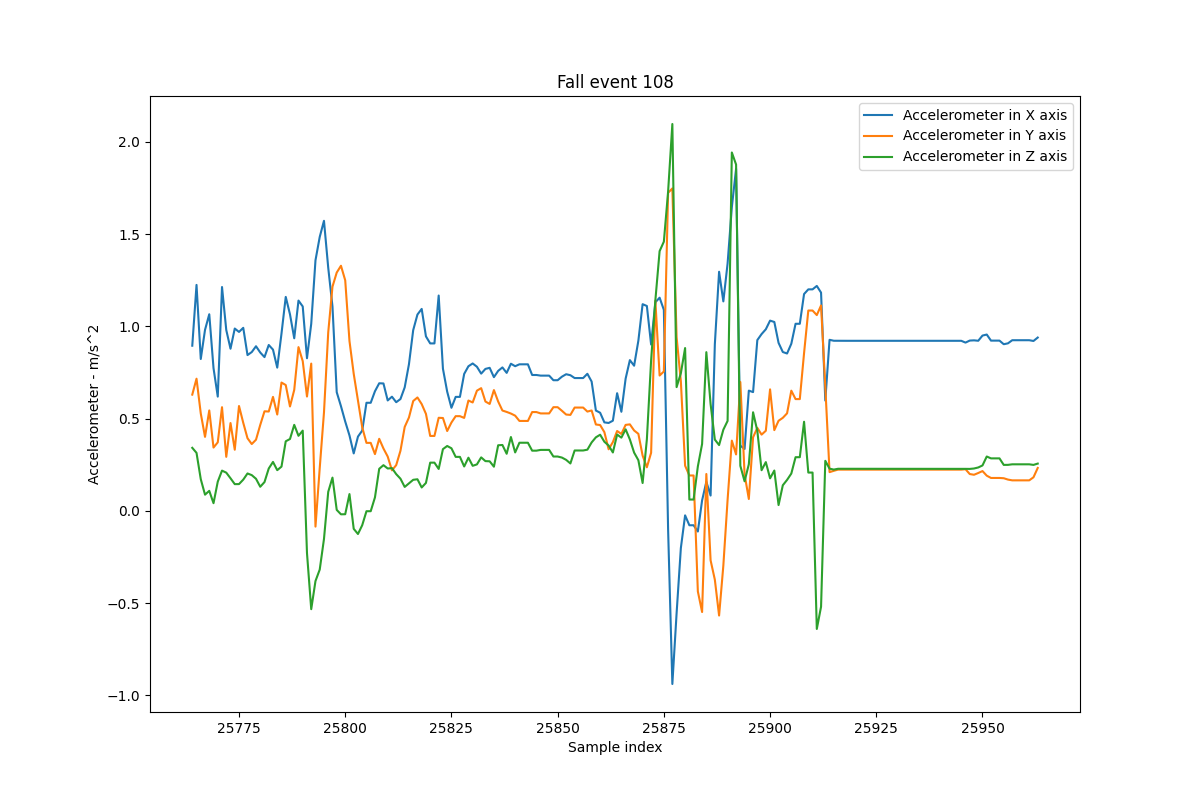 Fall event 108
Accelerometer in X axis
Accelerometer in Y axis
Accelerometer in Z axis
Accelerometer - m/s^2
2.0
1.5
1.0
0.5
0.0
−0.5
−1.0
25775 25800 25825 25850 25875 25900 25925 25950
Sample index